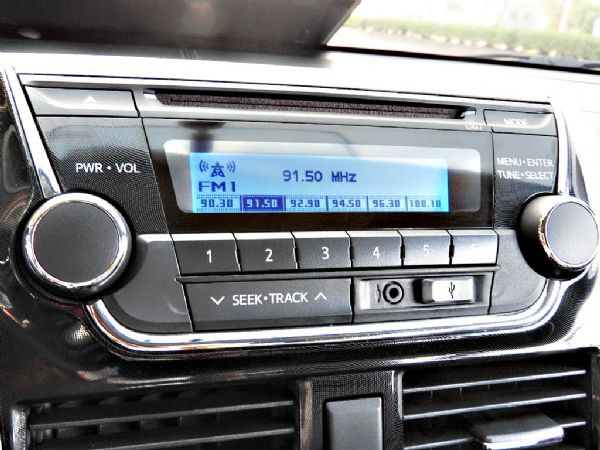 MODE
PWR • VOL
MENU • ENTER
TUNE • SELECT
91.50 MHz
FM1
90.30 91.50 92.90 94.50 96.30 100.10
1 2 3 4 5 6
SEEK • TRACK